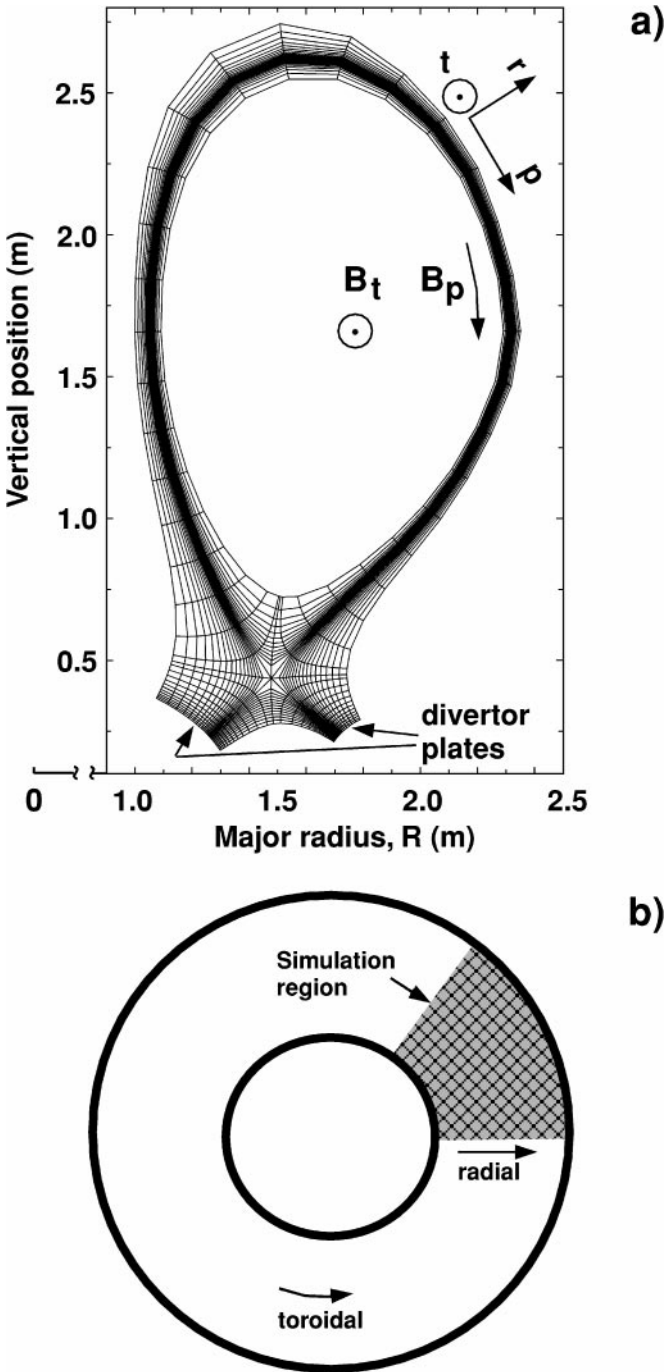 a)
t
r
p
2.5
2.0
1.5
1.0
0.5
Vertical position (m)
B_t
B_p
divertor
plates
0
1.0
1.5
2.0
2.5
Major radius, R (m)
b)
Simulation
region
radial
toroidal